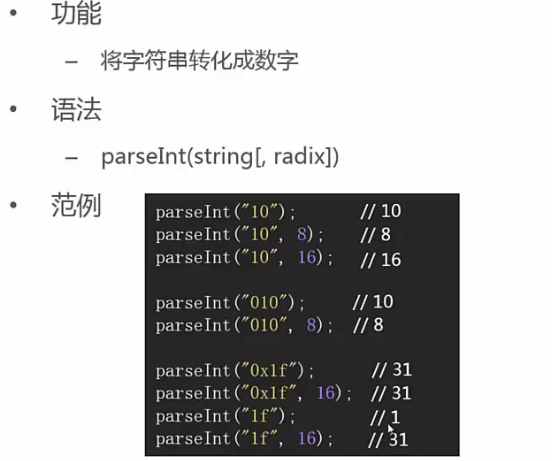 • 功能
– 将字符串转化成数字
• 语法
– parseInt(string[, radix])
• 范例
parseInt("10"); // 10
parseInt("10", 8); // 8
parseInt("10", 16); // 16
parseInt("010"); // 10
parseInt("010", 8); // 8
parseInt("0x1f"); // 31
parseInt("0x1f", 16); // 31
parseInt("1f"); // 1
parseInt("1f", 16); // 31